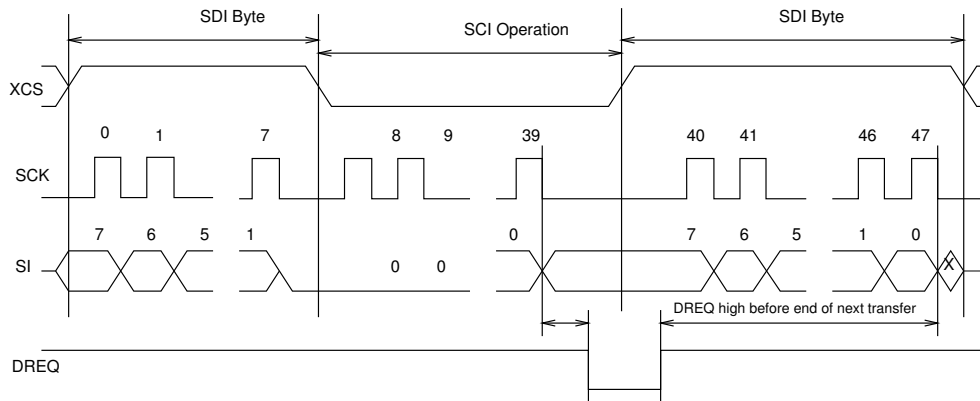 SDI Byte SCI Operation SDI Byte
XCS
0 1 7 8 9 39 40 41 46 47
SCK
7 6 5 1 0 7 6 5 1 0
SI 0 0 X
DREQ high before end of next transfer
DREQ